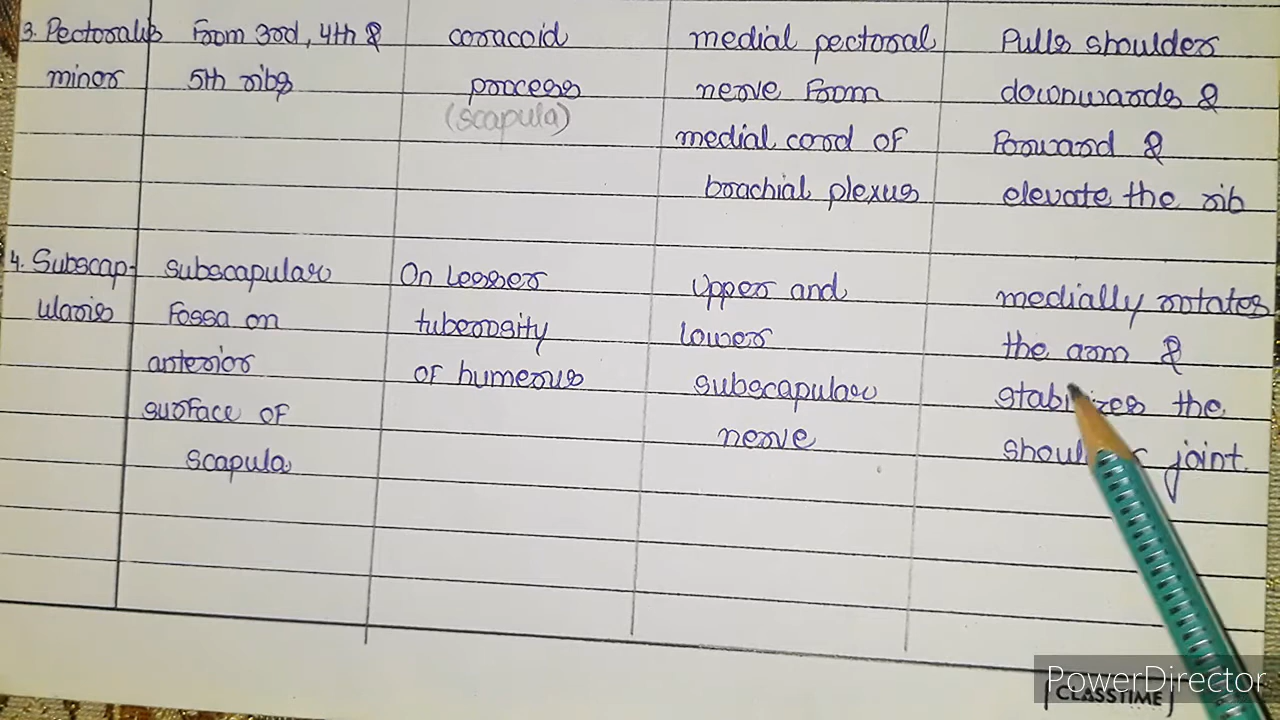 3. Pectoralis
minor
From 3rd, 4th &
5th ribs
coracoid
process
(scapula)
medial pectoral
nerve from
medial cord of
brachial plexus
Pulls shoulder
downwards &
Forward &
elevate the rib
4. Subscap-
ularis
subscapular
Fossa on
anterior
surface of
scapula
On Lesser
tuberosity
of humerus
Upper and
lower
subscapular
nerve
medially rotates
the arm &
stabilizes the
shoulder joint.
CLASSTIME
PowerDirector